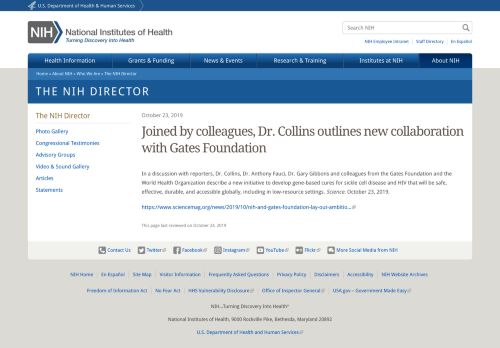 U.S. Department of Health & Human Services
NIH National Institutes of Health
Turning Discovery Into Health
Search NIH
NIH Employee Intranet | Staff Directory | En Español
Health Information Grants & Funding News & Events Research & Training Institutes at NIH About NIH
Home » About NIH » Who We Are » The NIH Director
THE NIH DIRECTOR
The NIH Director
Photo Gallery
Congressional Testimonies
Advisory Groups
Video & Sound Gallery
Articles
Statements
October 23, 2019
Joined by colleagues, Dr. Collins outlines new collaboration
with Gates Foundation
In a discussion with reporters, Dr. Collins, Dr. Anthony Fauci, Dr. Gary Gibbons and colleagues from the Gates Foundation and the
World Health Organization describe a new initiative to develop gene-based cures for sickle cell disease and HIV that will be safe,
effective, durable, and accessible globally, including in low-resource settings. Science. October 23, 2019.
https://www.sciencemag.org/news/2019/10/nih-and-gates-foundation-lay-out-ambitio...
This page last reviewed on October 24, 2019
Contact Us Twitter Facebook Instagram YouTube Flickr More Social Media from NIH
NIH Home | En Español | Site Map | Visitor Information | Frequently Asked Questions | Privacy Policy | Disclaimers | Accessibility | NIH Website Archives
Freedom of Information Act | No Fear Act | HHS Vulnerability Disclosure | Office of Inspector General | USA.gov – Government Made Easy
NIH...Turning Discovery Into Health®
National Institutes of Health, 9000 Rockville Pike, Bethesda, Maryland 20892
U.S. Department of Health and Human Services